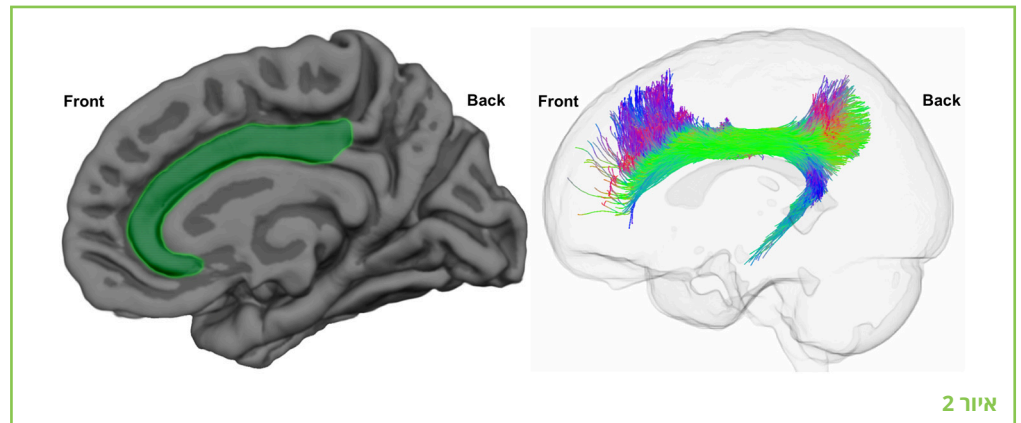 Front
Back
Front
Back
איור 2